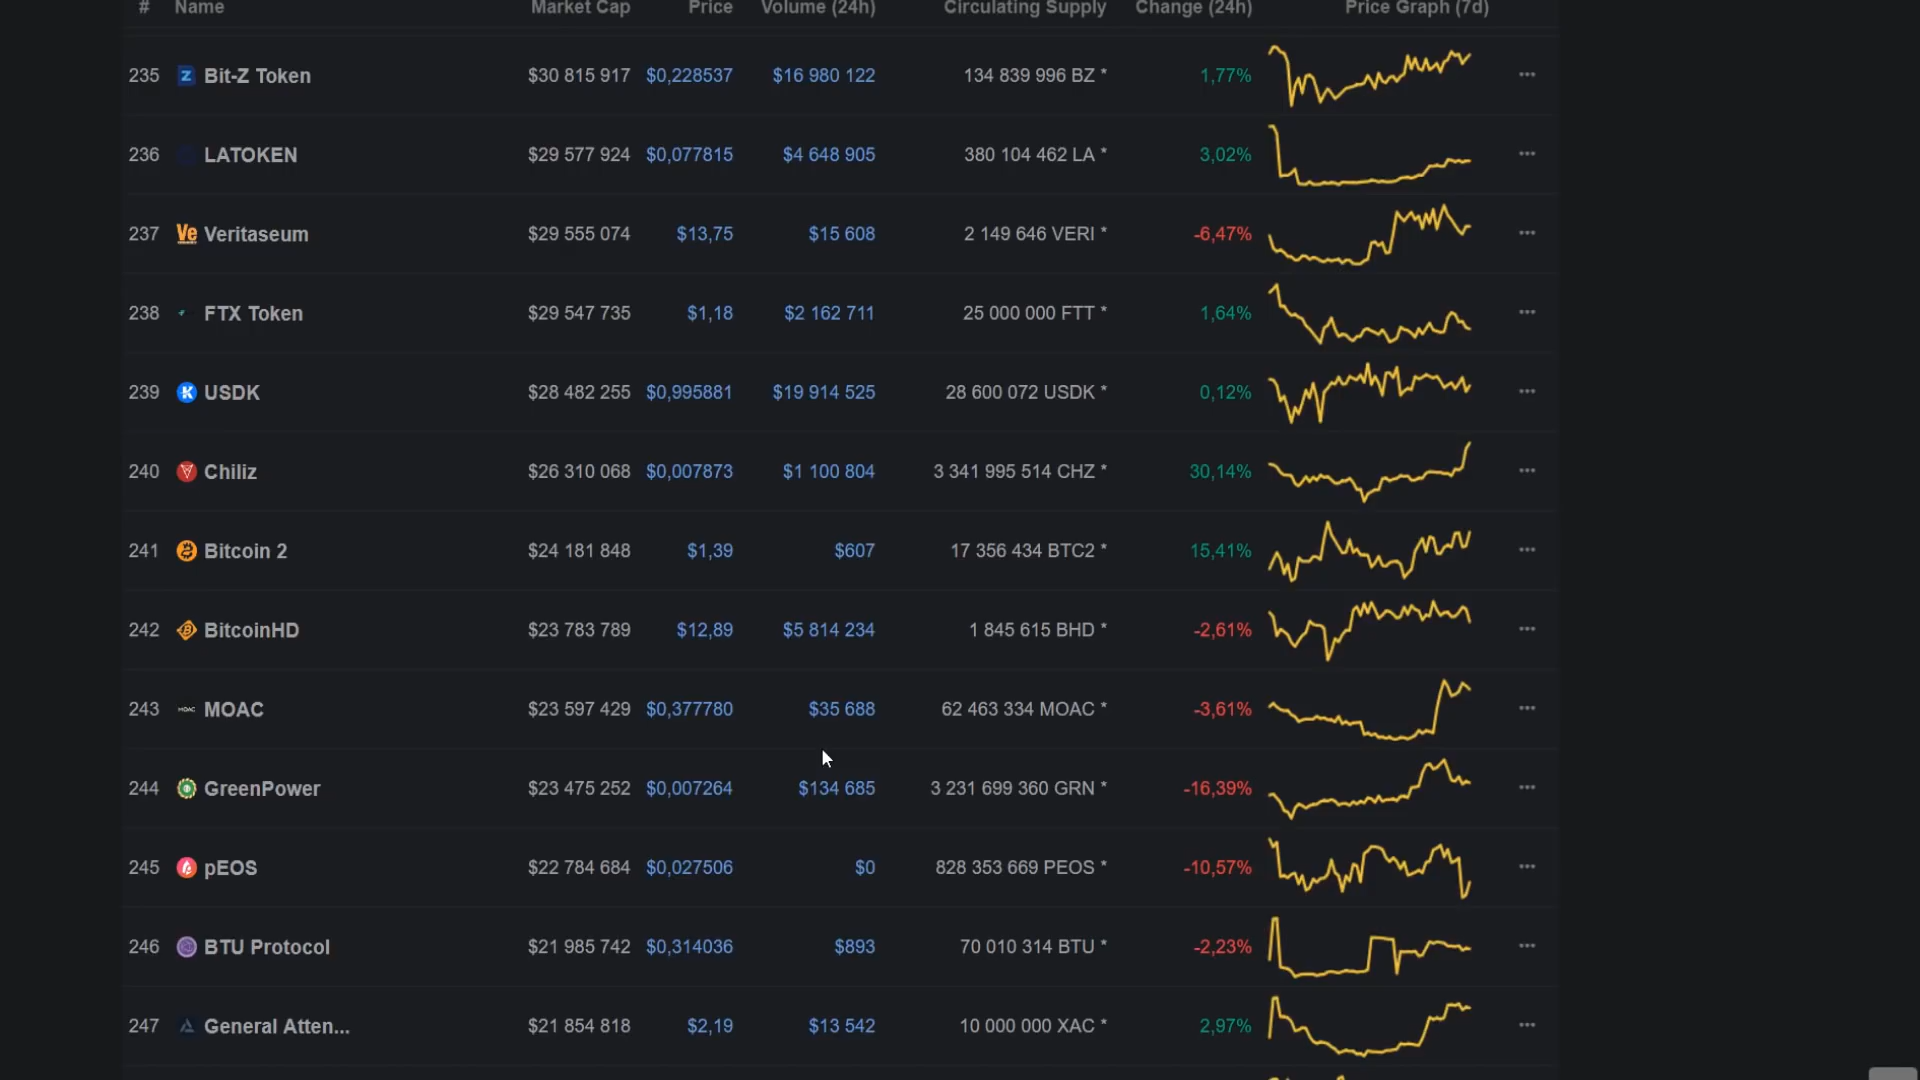 # Name Market Cap Price Volume (24h) Circulating Supply Change (24h) Price Graph (7d)
235 Bit-Z Token $30 815 917 $0,228537 $16 980 122 134 839 996 BZ * 1,77%
236 LATOKEN $29 577 924 $0,077815 $4 648 905 380 104 462 LA * 3,02%
237 Ve Veritaseum $29 555 074 $13,75 $15 608 2 149 646 VERI * -6,47%
238 FTX Token $29 547 735 $1,18 $2 162 711 25 000 000 FTT * 1,64%
239 USDK $28 482 255 $0,995881 $19 914 525 28 600 072 USDK * 0,12%
240 Chiliz $26 310 068 $0,007873 $1 100 804 3 341 995 514 CHZ * 30,14%
241 Bitcoin 2 $24 181 848 $1,39 $607 17 356 434 BTC2 * 15,41%
242 BitcoinHD $23 783 789 $12,89 $5 814 234 1 845 615 BHD * -2,61%
243 MOAC MOAC $23 597 429 $0,377780 $35 688 62 463 334 MOAC * -3,61%
244 GreenPower $23 475 252 $0,007264 $134 685 3 231 699 360 GRN * -16,39%
245 pEOS $22 784 684 $0,027506 $0 828 353 669 PEOS * -10,57%
246 BTU Protocol $21 985 742 $0,314036 $893 70 010 314 BTU * -2,23%
247 General Atten... $21 854 818 $2,19 $13 542 10 000 000 XAC * 2,97%